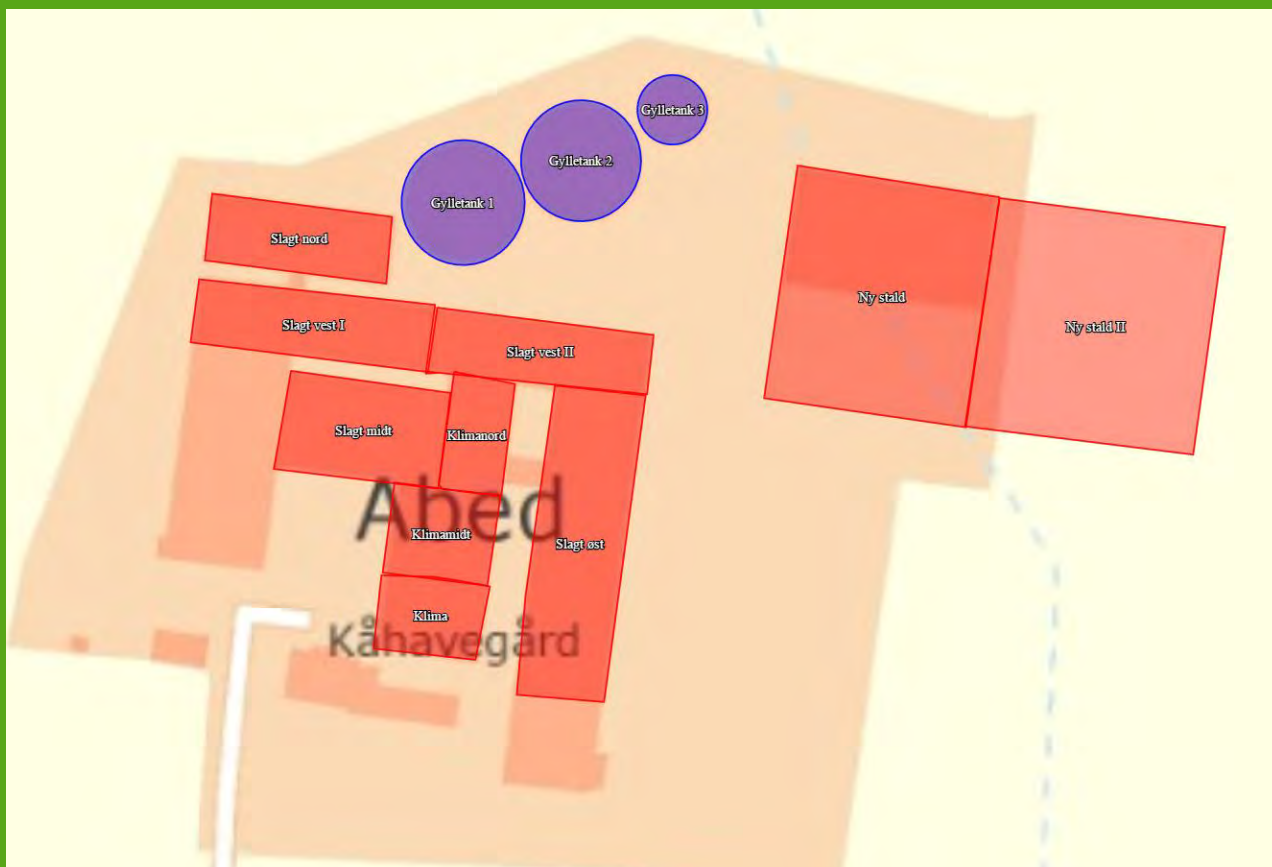 Gylletank 3
Gylletank 2
Gylletank 1
Slagt nord
Ny stald
Ny stald II
Slagt vest I
Slagt vest II
Slagt midt
Klimanord
Abed
Klimamidt
Slagt øst
Klima
Kåhavegård